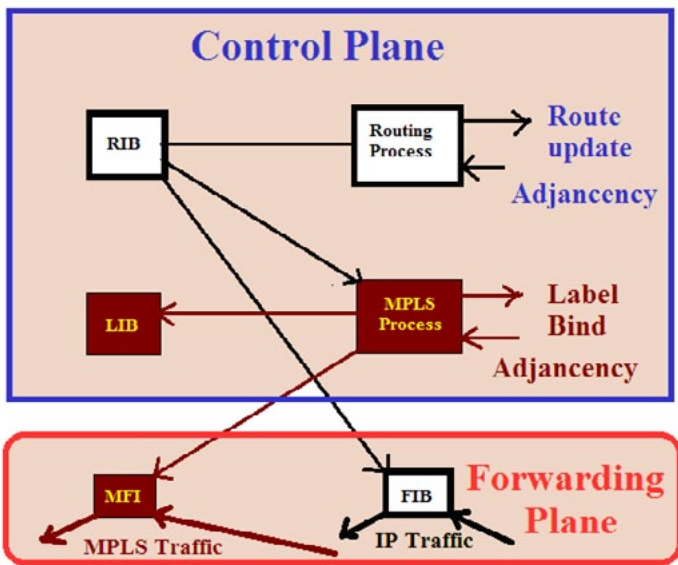 Control Plane
RIB
Routing
Process
Route
update
Adjancency
LIB
MPLS
Process
Label
Bind
Adjancency
MFI
FIB
Forwarding
Plane
MPLS Traffic
IP Traffic